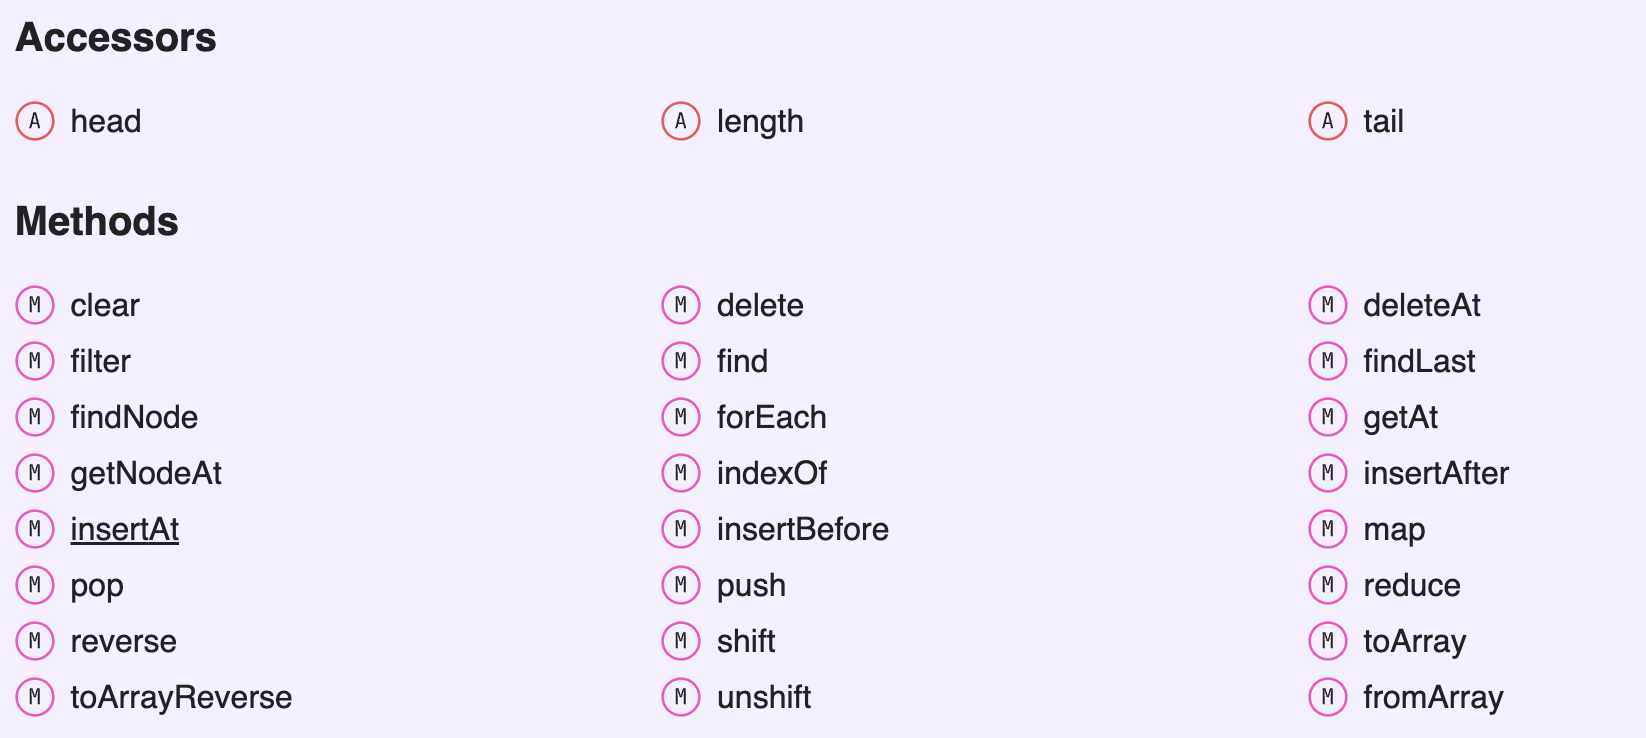 Accessors
A head A length A tail
Methods
M clear M delete M deleteAt
M filter M find M findLast
M findNode M forEach M getAt
M getNodeAt M indexOf M insertAfter
M insertAt M insertBefore M map
M pop M push M reduce
M reverse M shift M toArray
M toArrayReverse M unshift M fromArray